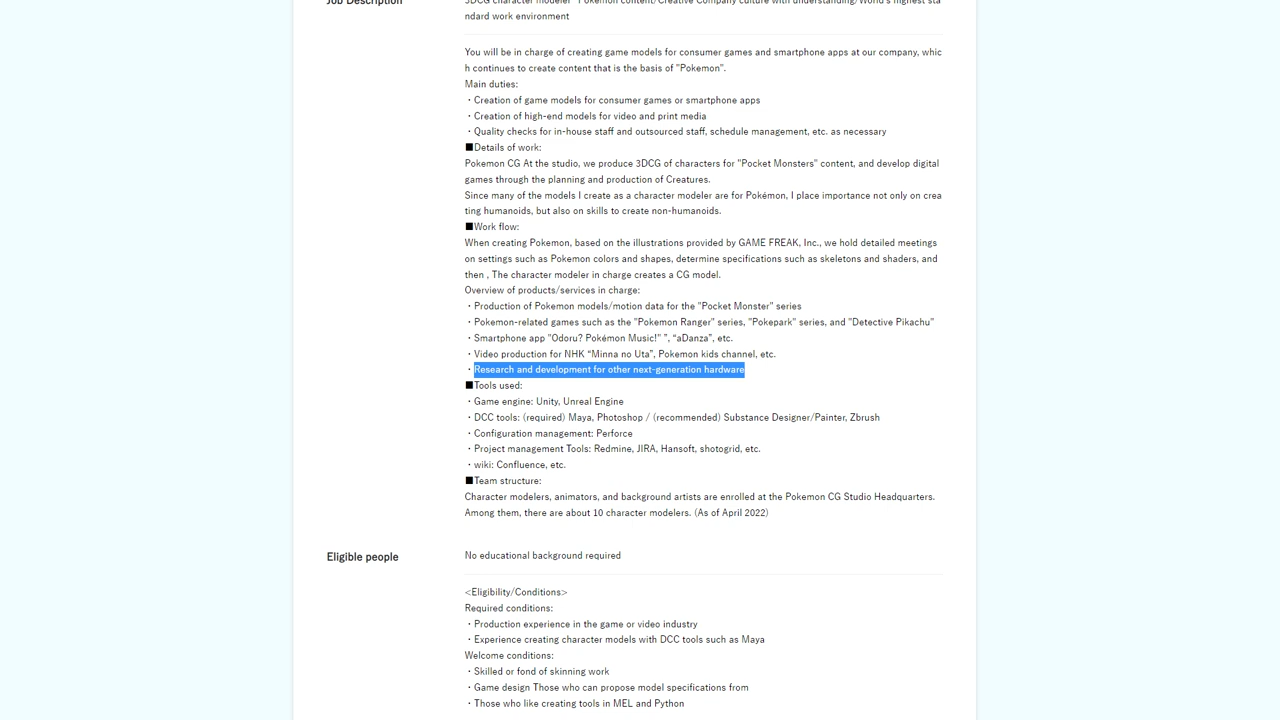 Job Description
3DCG character modeler *Pokemon content/Creative Company culture with understanding/World's highest sta
ndard work environment
You will be in charge of creating game models for consumer games and smartphone apps at our company, whic
h continues to create content that is the basis of "Pokemon".
Main duties:
・Creation of game models for consumer games or smartphone apps
・Creation of high-end models for video and print media
・Quality checks for in-house staff and outsourced staff, schedule management, etc. as necessary
■Details of work:
Pokemon CG At the studio, we produce 3DCG of characters for "Pocket Monsters" content, and develop digital
games through the planning and production of Creatures.
Since many of the models I create as a character modeler are for Pokémon, I place importance not only on crea
ting humanoids, but also on skills to create non-humanoids.
■Work flow:
When creating Pokemon, based on the illustrations provided by GAME FREAK, Inc., we hold detailed meetings
on settings such as Pokemon colors and shapes, determine specifications such as skeletons and shaders, and
then , The character modeler in charge creates a CG model.
Overview of products/services in charge:
・Production of Pokemon models/motion data for the "Pocket Monster" series
・Pokemon-related games such as the "Pokemon Ranger" series, "Pokepark" series, and "Detective Pikachu"
・Smartphone app "Odoru? Pokémon Music!" ", "aDanza", etc.
・Video production for NHK "Minna no Uta", Pokemon kids channel, etc.
・Research and development for other next-generation hardware
■Tools used:
・Game engine: Unity, Unreal Engine
・DCC tools: (required) Maya, Photoshop / (recommended) Substance Designer/Painter, Zbrush
・Configuration management: Perforce
・Project management Tools: Redmine, JIRA, Hansoft, shotogrid, etc.
・wiki: Confluence, etc.
■Team structure:
Character modelers, animators, and background artists are enrolled at the Pokemon CG Studio Headquarters.
Among them, there are about 10 character modelers. (As of April 2022)
Eligible people
No educational background required
<Eligibility/Conditions>
Required conditions:
・Production experience in the game or video industry
・Experience creating character models with DCC tools such as Maya
Welcome conditions:
・Skilled or fond of skinning work
・Game design Those who can propose model specifications from
・Those who like creating tools in MEL and Python